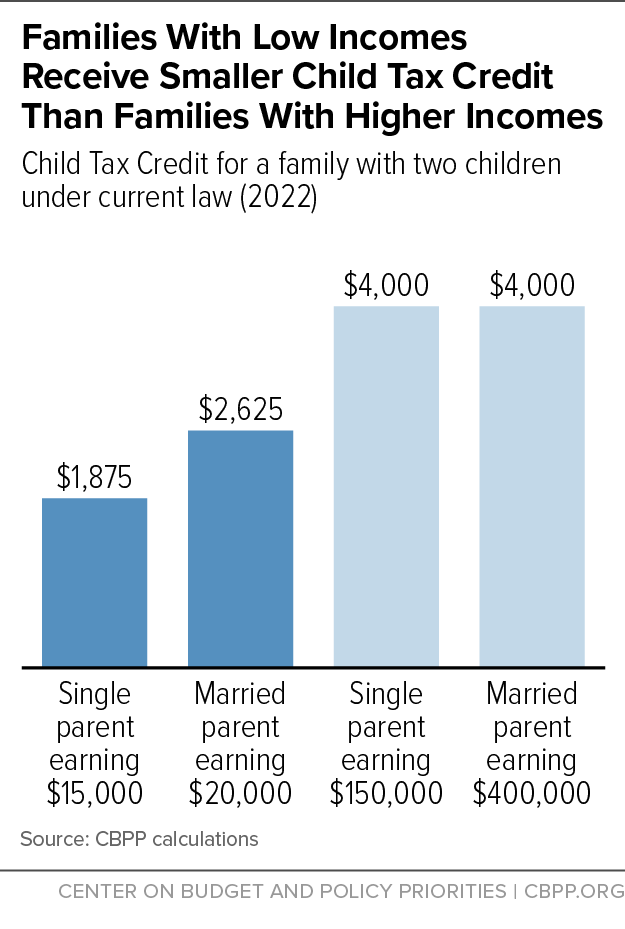 Families With Low Incomes
Receive Smaller Child Tax Credit
Than Families With Higher Incomes
Child Tax Credit for a family with two children
under current law (2022)
$1,875
$2,625
$4,000
$4,000
Single
parent
earning
$15,000
Married
parent
earning
$20,000
Single
parent
earning
$150,000
Married
parent
earning
$400,000
Source: CBPP calculations
CENTER ON BUDGET AND POLICY PRIORITIES | CBPP.ORG